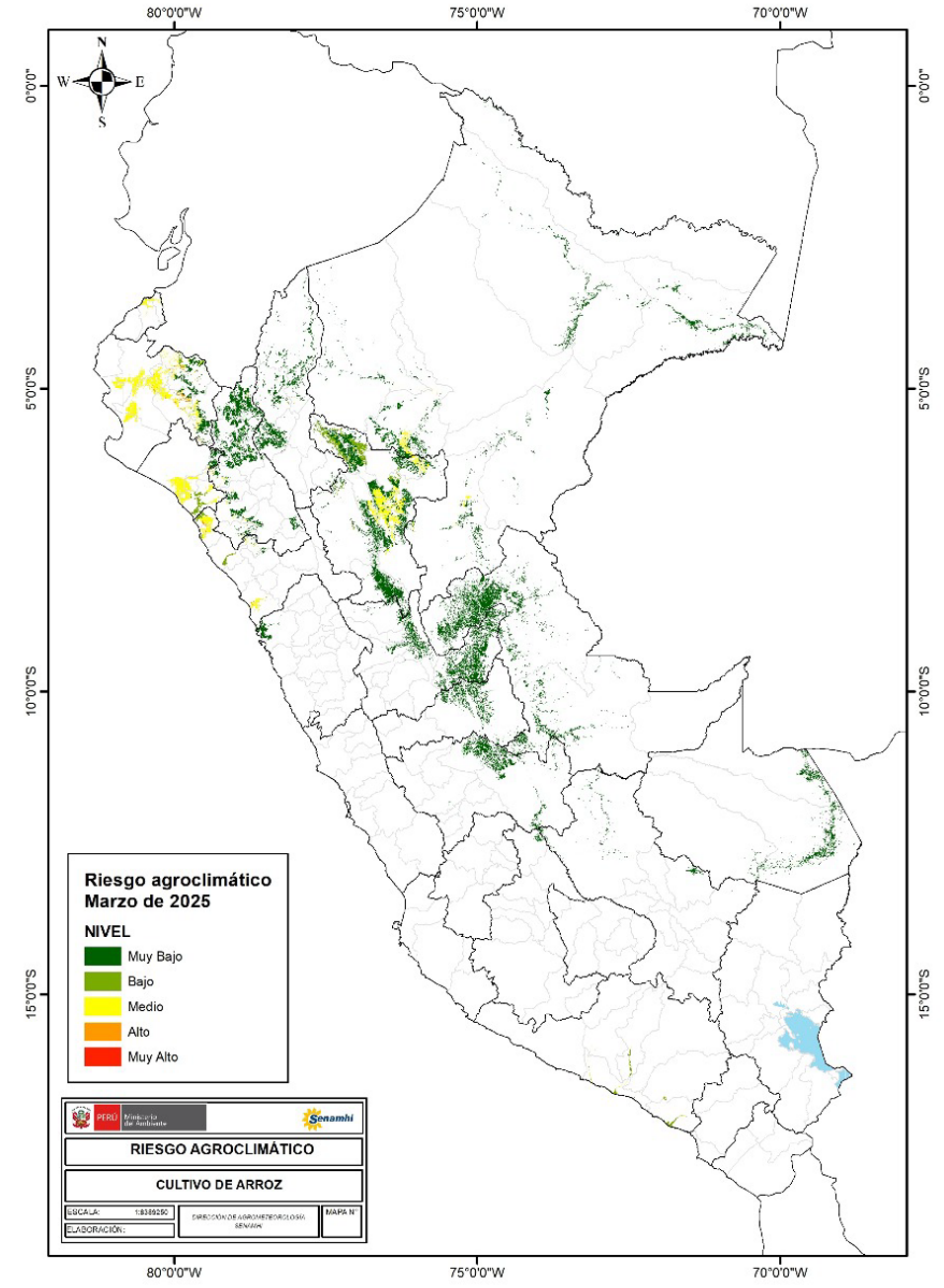 80°0'0"W 75°0'0"W 70°0'0"W
N
W E
S
0°0'0" 0°0'0"
5°0'0"S 5°0'0"S
10°0'0"S 10°0'0"S
15°0'0"S 15°0'0"S
Riesgo agroclimático
Marzo de 2025
NIVEL
Muy Bajo
Bajo
Medio
Alto
Muy Alto
PERÚ Ministerio
del Ambiente
Senamhi
RIESGO AGROCLIMÁTICO
CULTIVO DE ARROZ
ESCALA: 1:8389250
DIRECCIÓN DE AGROMETEOROLOGÍA
SENAMHI
MAPA N°
ELABORACIÓN:
80°0'0"W 75°0'0"W 70°0'0"W